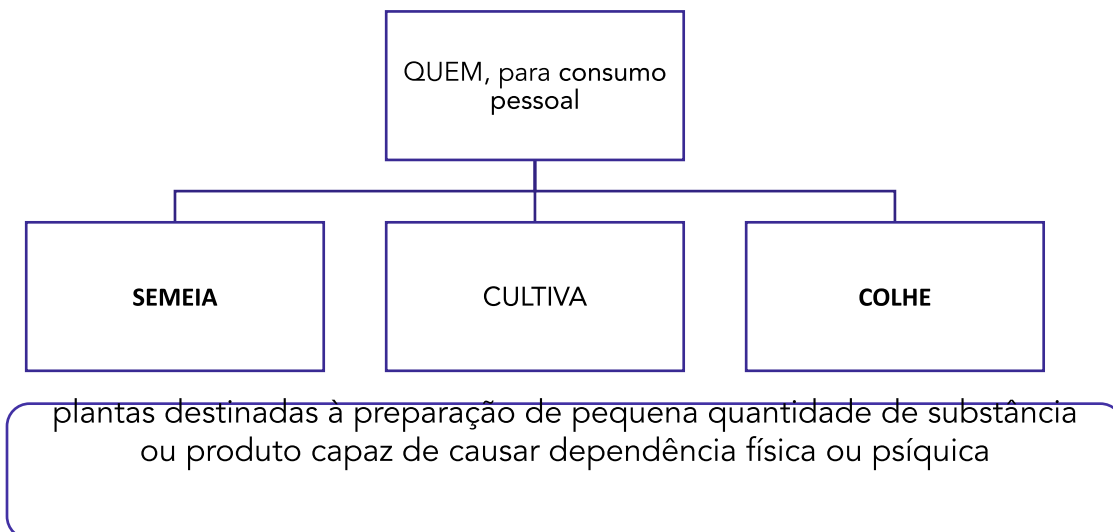 QUEM, para consumo
pessoal
SEMEIA
CULTIVA
COLHE
plantas destinadas à preparação de pequena quantidade de substância
ou produto capaz de causar dependência física ou psíquica